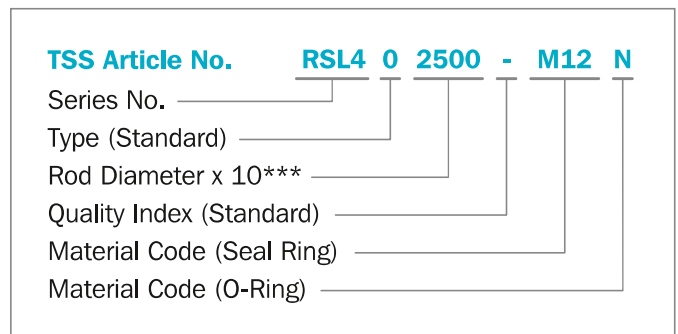 TSS Article No. RSL4 0 2500 - M12 N
Series No.
Type (Standard)
Rod Diameter x 10***
Quality Index (Standard)
Material Code (Seal Ring)
Material Code (O-Ring)